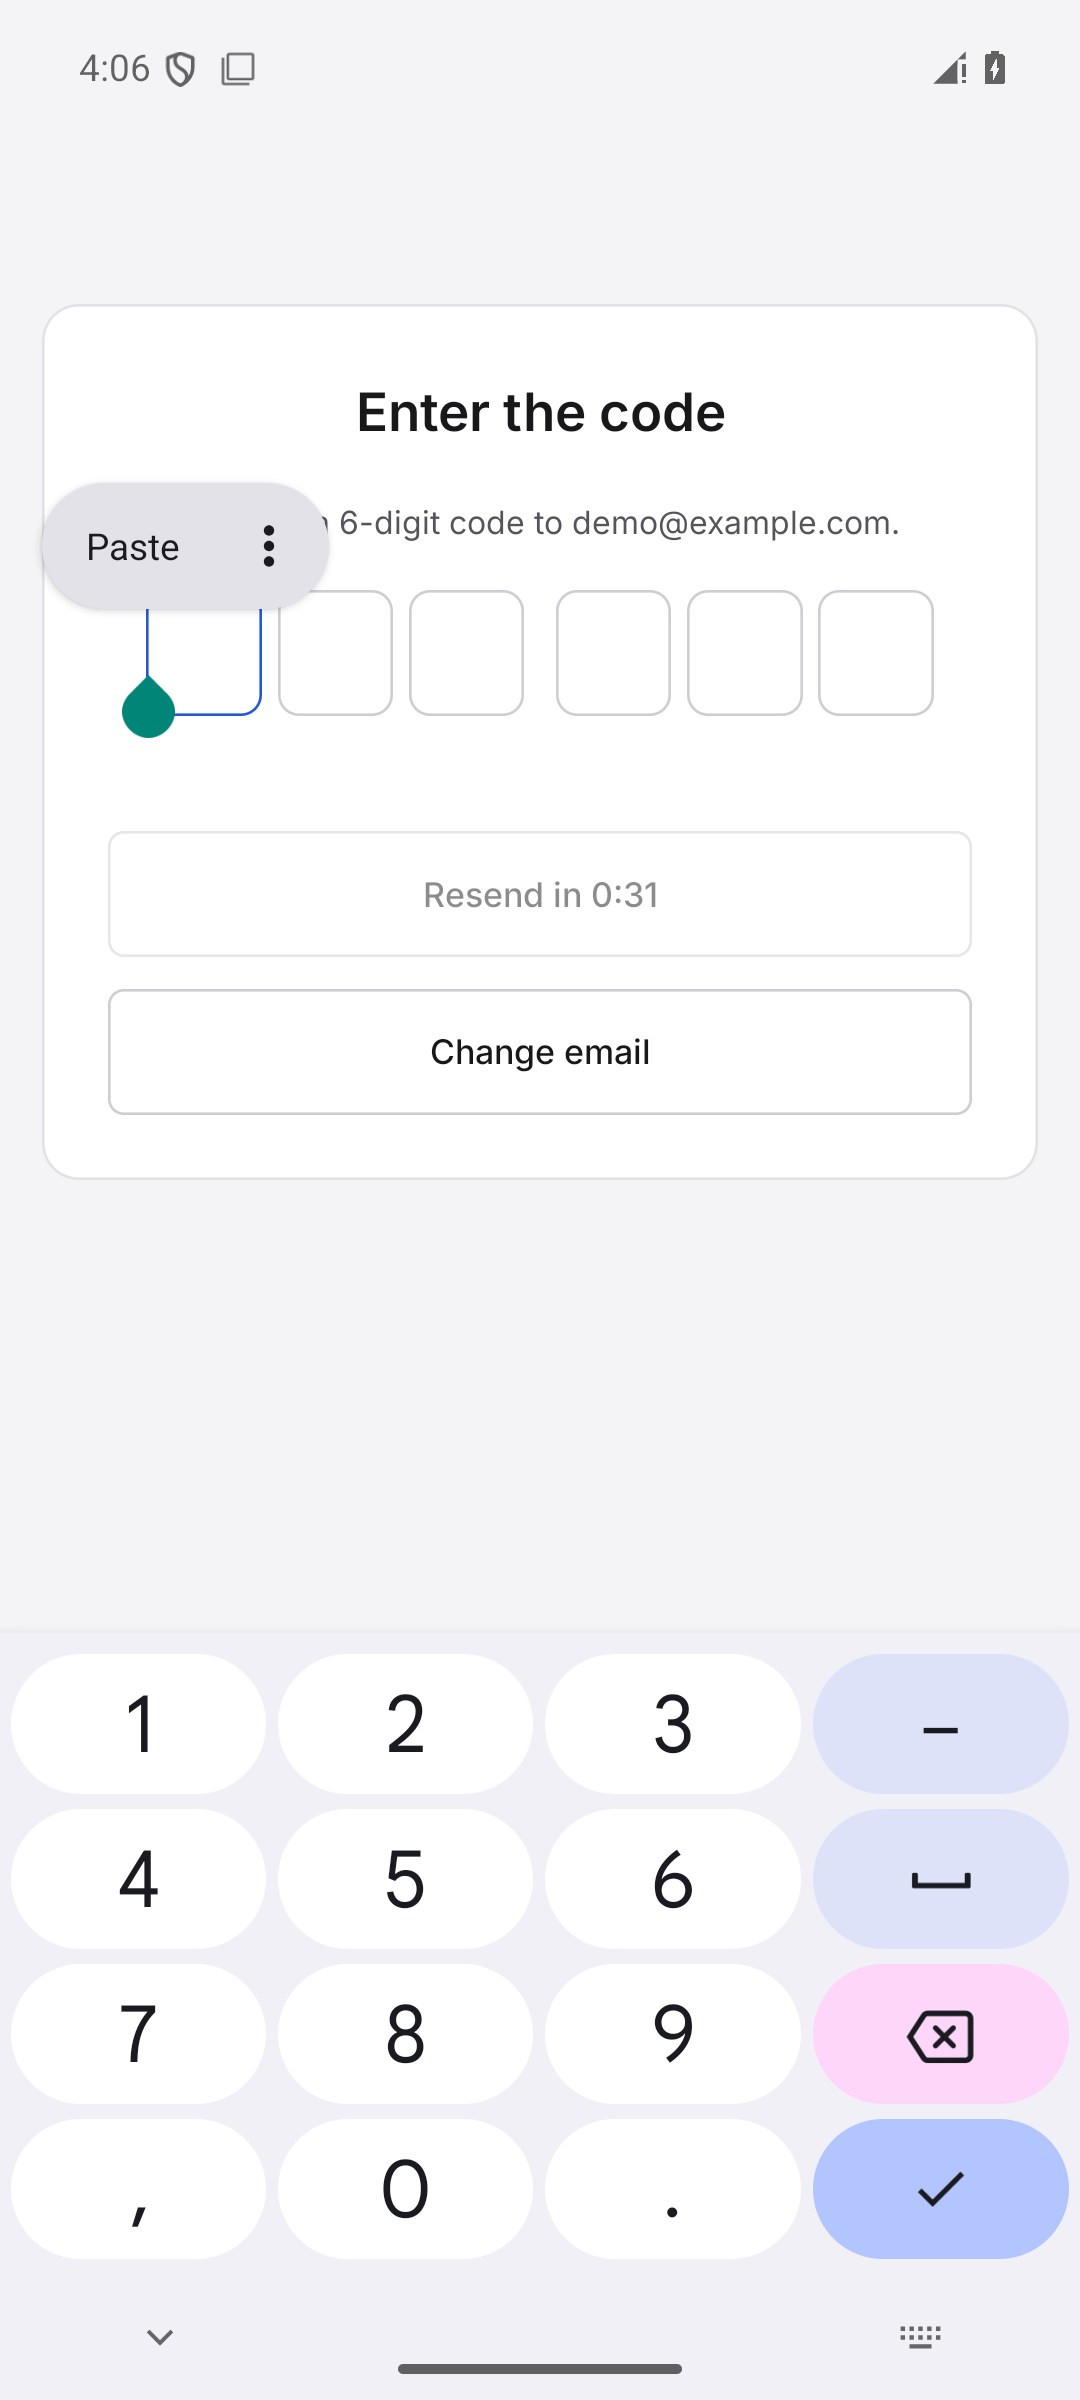 4:06
Enter the code
6-digit code to demo@example.com.
Paste
Resend in 0:31
Change email
1 2 3 –
4 5 6
7 8 9
, 0 .